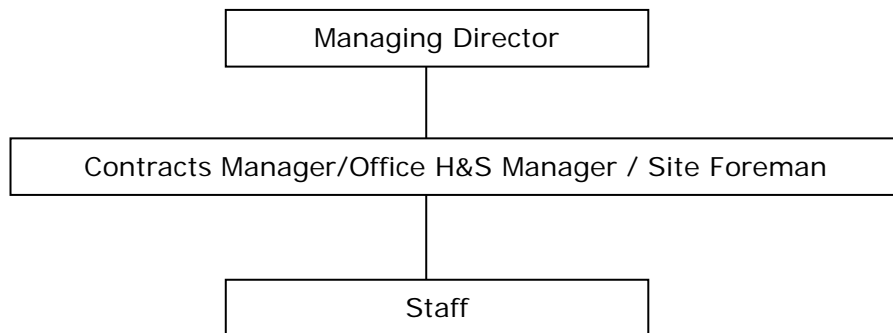 Managing Director
Contracts Manager/Office H&S Manager / Site Foreman
Staff